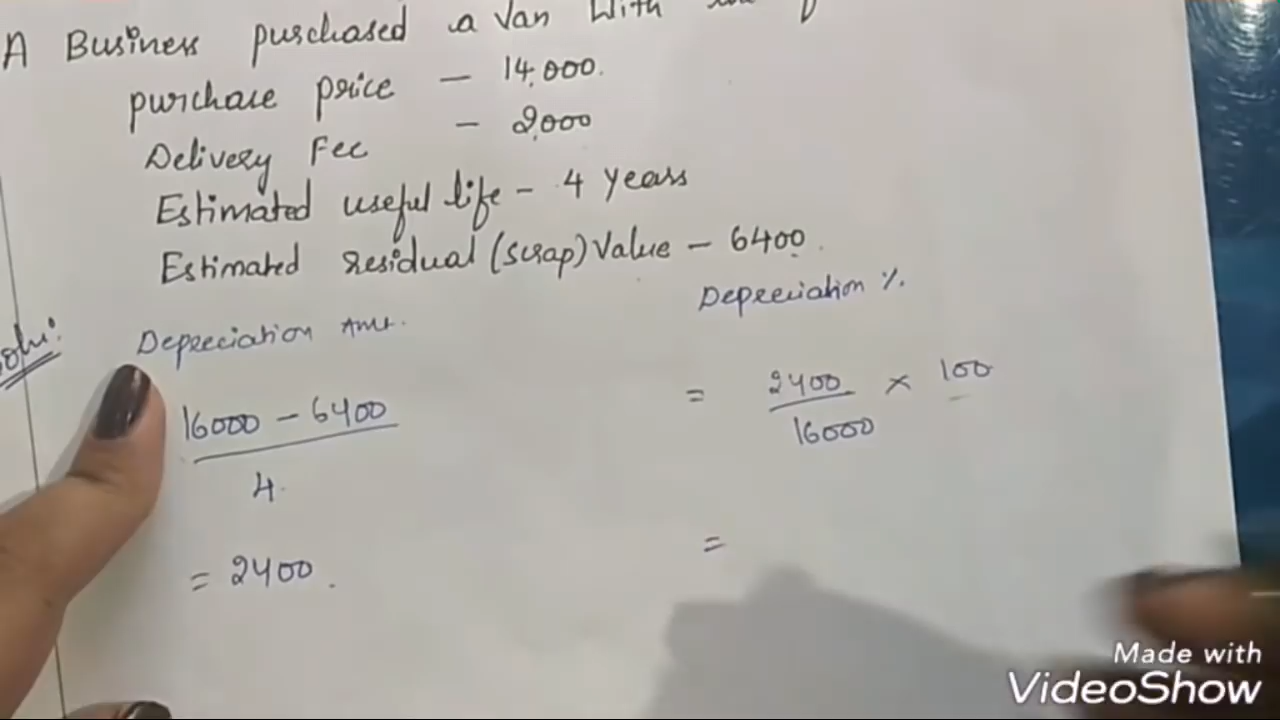 A Business purchased a van With
purchase price - 14,000.
Delivery Fee - 2,000
Estimated useful life - 4 years
Estimated residual (scrap) Value - 6400.
Depreciation %.
Soln:
Depreciation Amt.
16000 - 6400
4.
= 2400.
= 2400 × 100
16000
=
Made with
VideoShow